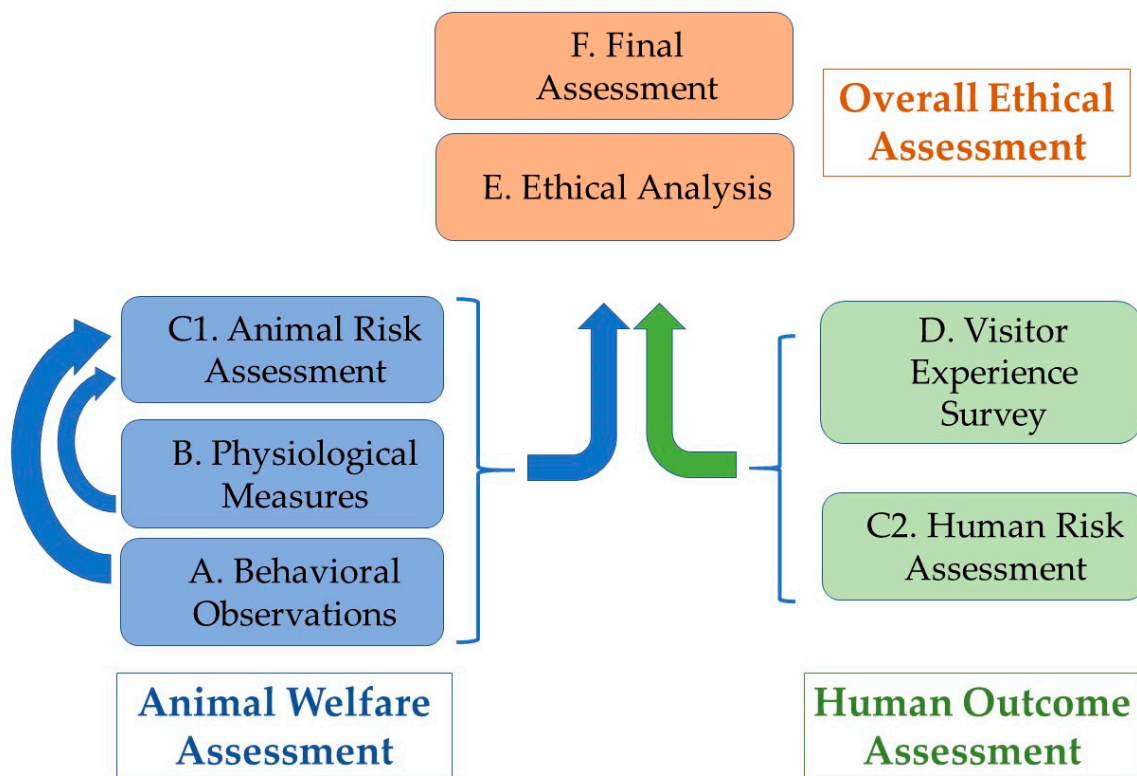 F. Final
Assessment
E. Ethical Analysis
Overall Ethical
Assessment
C1. Animal Risk
Assessment
B. Physiological
Measures
A. Behavioral
Observations
Animal Welfare
Assessment
D. Visitor
Experience
Survey
C2. Human Risk
Assessment
Human Outcome
Assessment